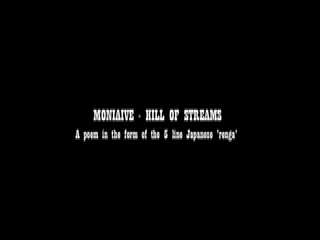 MONIAIVE - HILL OF STREAMS
A poem in the form of the 5 line Japanese 'renga'